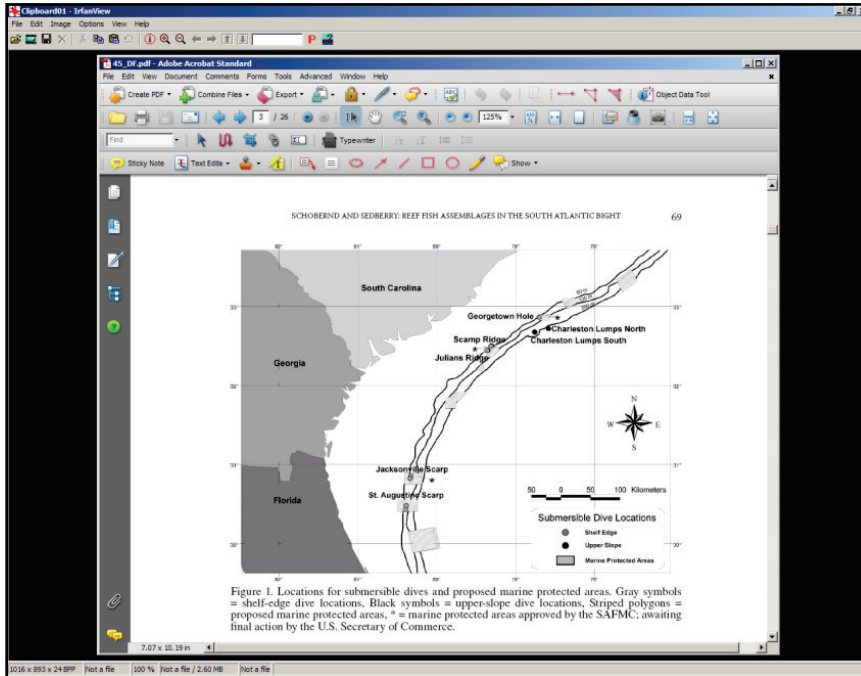 Clipboard01 - IrfanView
File Edit Image Options View Help
P
45_DF.pdf - Adobe Acrobat Standard
File Edit View Document Comments Forms Tools Advanced Window Help
Create PDF Combine Files Export Object Data Tool
3 / 26 125%
Find Typewriter
Sticky Note Text Edits Show
SCHOBERND AND SEDBERRY: REEF FISH ASSEMBLAGES IN THE SOUTH ATLANTIC BIGHT 69
South Carolina
Georgetown Hole
Charleston Lumps North
Charleston Lumps South
Scamp Ridge
Julians Ridge
Georgia
N
W E
S
Jacksonville Scarp
St. Augustine Scarp
Florida
50 0 50 100 Kilometers
Submersible Dive Locations
Shelf Edge
Upper Slope
Marine Protected Areas
Figure 1. Locations for submersible dives and proposed marine protected areas. Gray symbols
= shelf-edge dive locations, Black symbols = upper-slope dive locations, Striped polygons =
proposed marine protected areas, * = marine protected areas approved by the SAFMC; awaiting
final action by the U.S. Secretary of Commerce.
7.07 x 10.19 in
1016 x 893 x 24 BPP Not a file 100 % Not a file / 2.60 MB Not a file